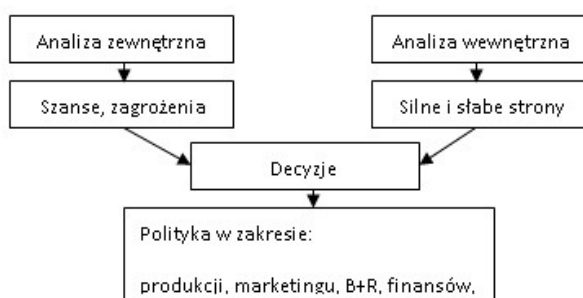 Analiza zewnętrzna
Analiza wewnętrzna
Szanse, zagrożenia
Silne i słabe strony
Decyzje
Polityka w zakresie:
produkcji, marketingu, B+R, finansów,